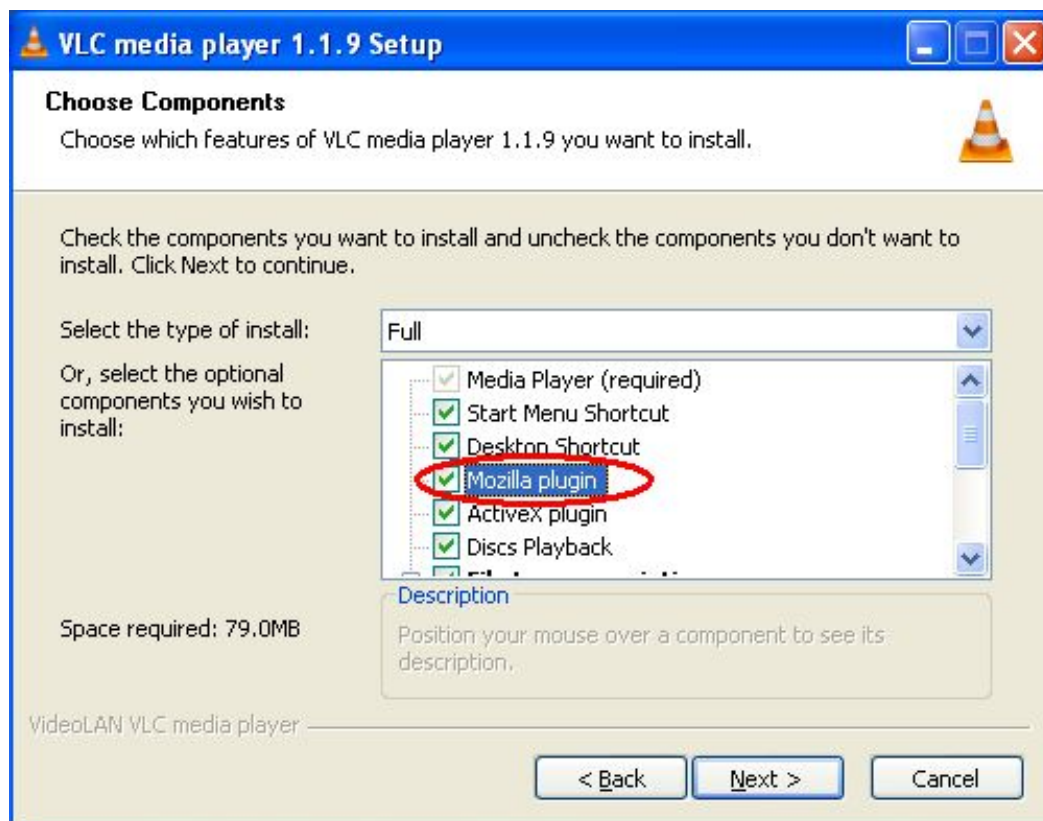 VLC media player 1.1.9 Setup
Choose Components
Choose which features of VLC media player 1.1.9 you want to install.
Check the components you want to install and uncheck the components you don't want to
install. Click Next to continue.
Select the type of install:
Full
Or, select the optional
components you wish to
install:
Media Player (required)
Start Menu Shortcut
Desktop Shortcut
Mozilla plugin
ActiveX plugin
Discs Playback
Description
Space required: 79.0MB
Position your mouse over a component to see its
description.
VideoLAN VLC media player
< Back
Next >
Cancel